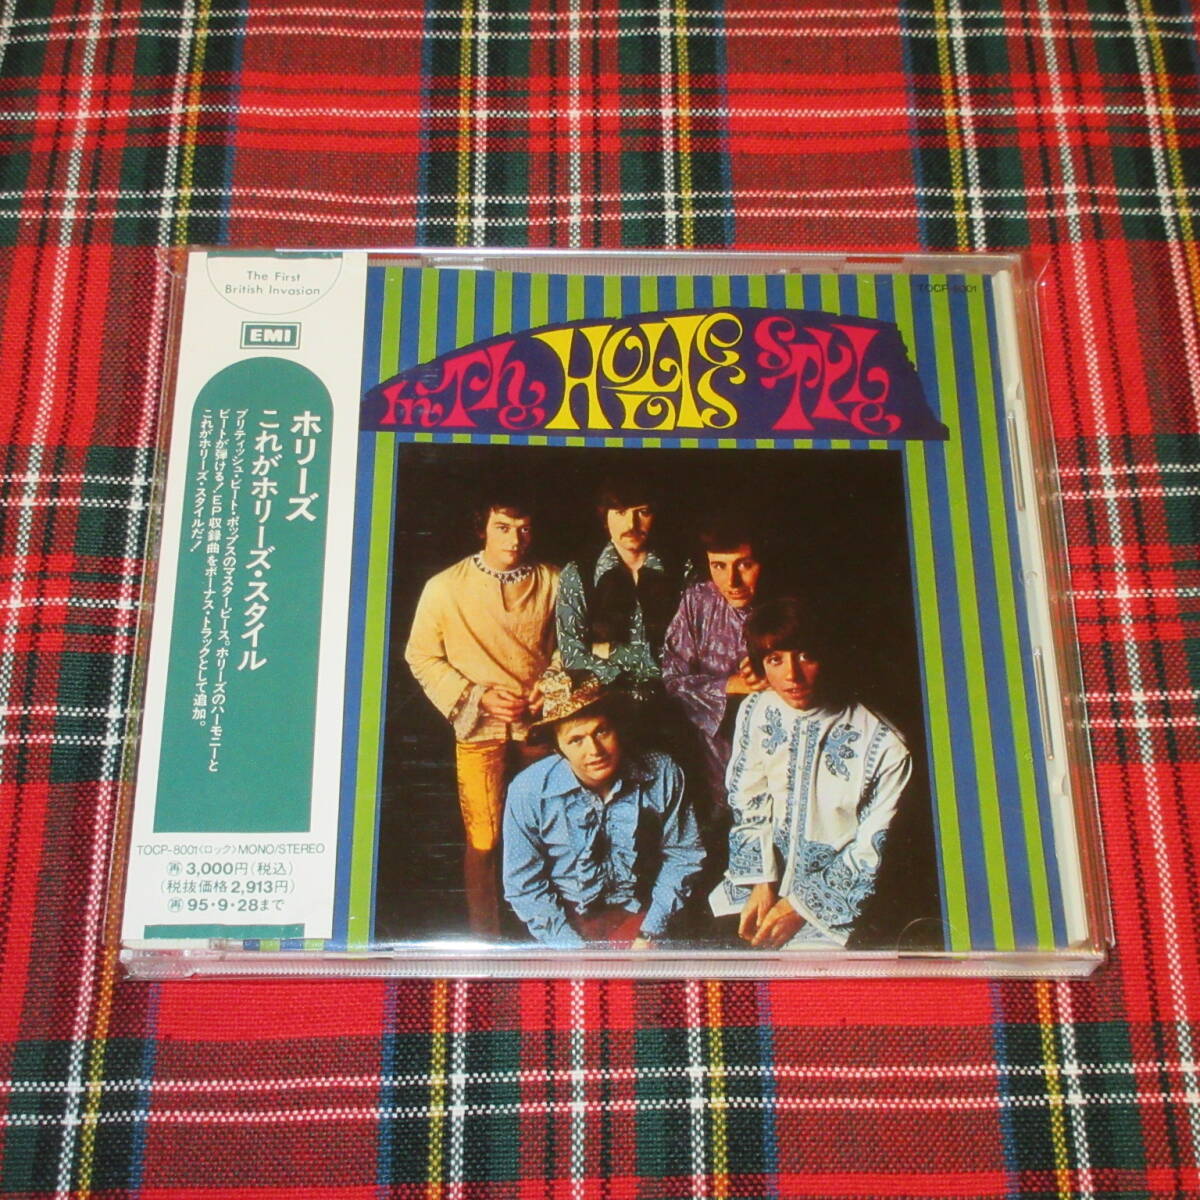 The First
British Invasion
EMI
ホリーズ
これがホリーズ・スタイル
ブリティッシュ・ビート・ポップスのマスターピース。ホリーズのハーモニーと
ビートが弾ける!EP収録曲をボーナス・トラックとして追加。
これがホリーズ・スタイルだ!
TOCP-8001〈ロック〉MONO/STEREO
再 3,000円(税込)
(税抜価格2,913円)
再 95・9・28まで
TOCP-8001
in The HOLLIES STYLe